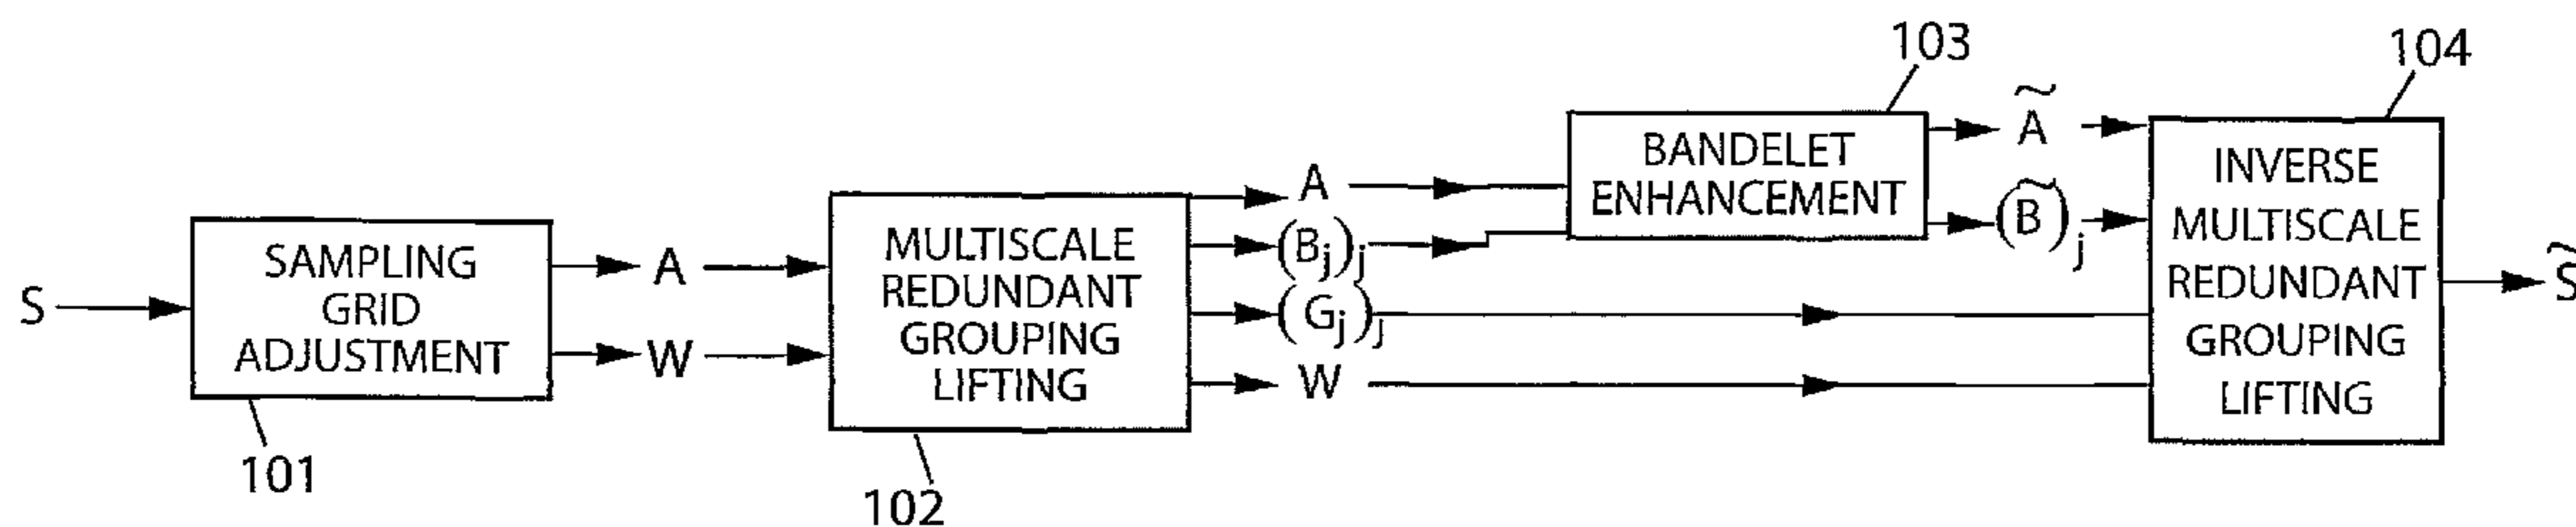 103
104
S
SAMPLING
GRID
ADJUSTMENT
101
A
W
MULTISCALE
REDUNDANT
GROUPING
LIFTING
102
A
(Bj)j
(Gj)j
W
BANDELET
ENHANCEMENT
Ã
(B̃)j
INVERSE
MULTISCALE
REDUNDANT
GROUPING
LIFTING
S̃